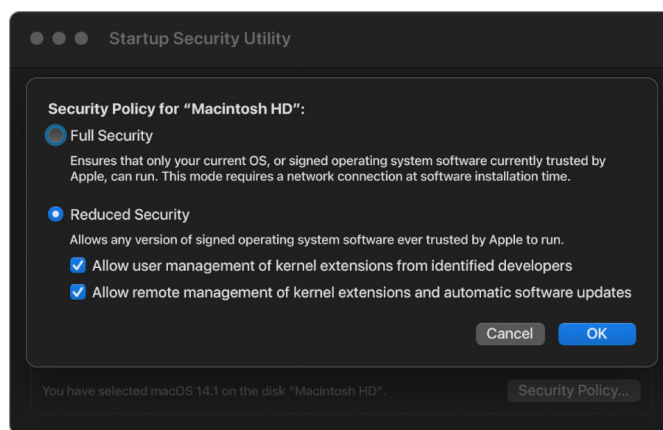 Startup Security Utility
Security Policy for “Macintosh HD”:
Full Security
Ensures that only your current OS, or signed operating system software currently trusted by
Apple, can run. This mode requires a network connection at software installation time.
Reduced Security
Allows any version of signed operating system software ever trusted by Apple to run.
Allow user management of kernel extensions from identified developers
Allow remote management of kernel extensions and automatic software updates
Cancel OK
You have selected macOS 14.1 on the disk “Macintosh HD”. Security Policy...